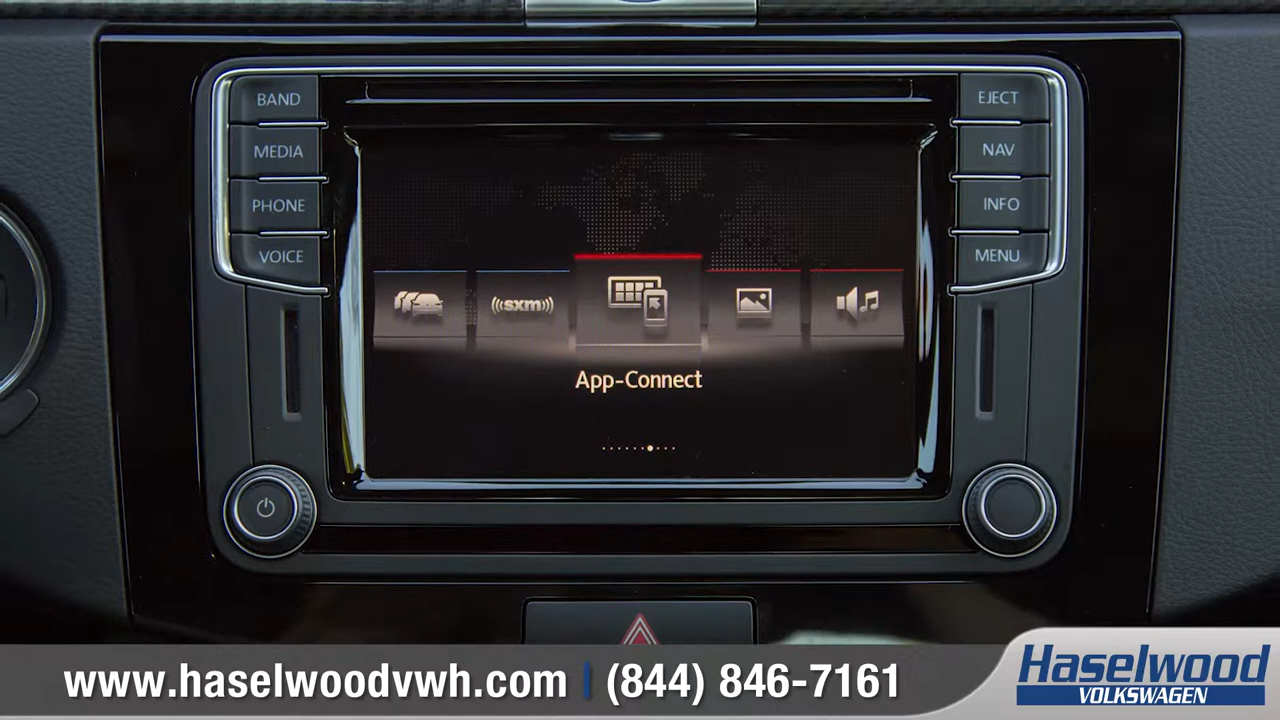 BAND
MEDIA
PHONE
VOICE
EJECT
NAV
INFO
MENU
((sxm))
App-Connect
www.haselwoodvwh.com | (844) 846-7161
Haselwood
VOLKSWAGEN